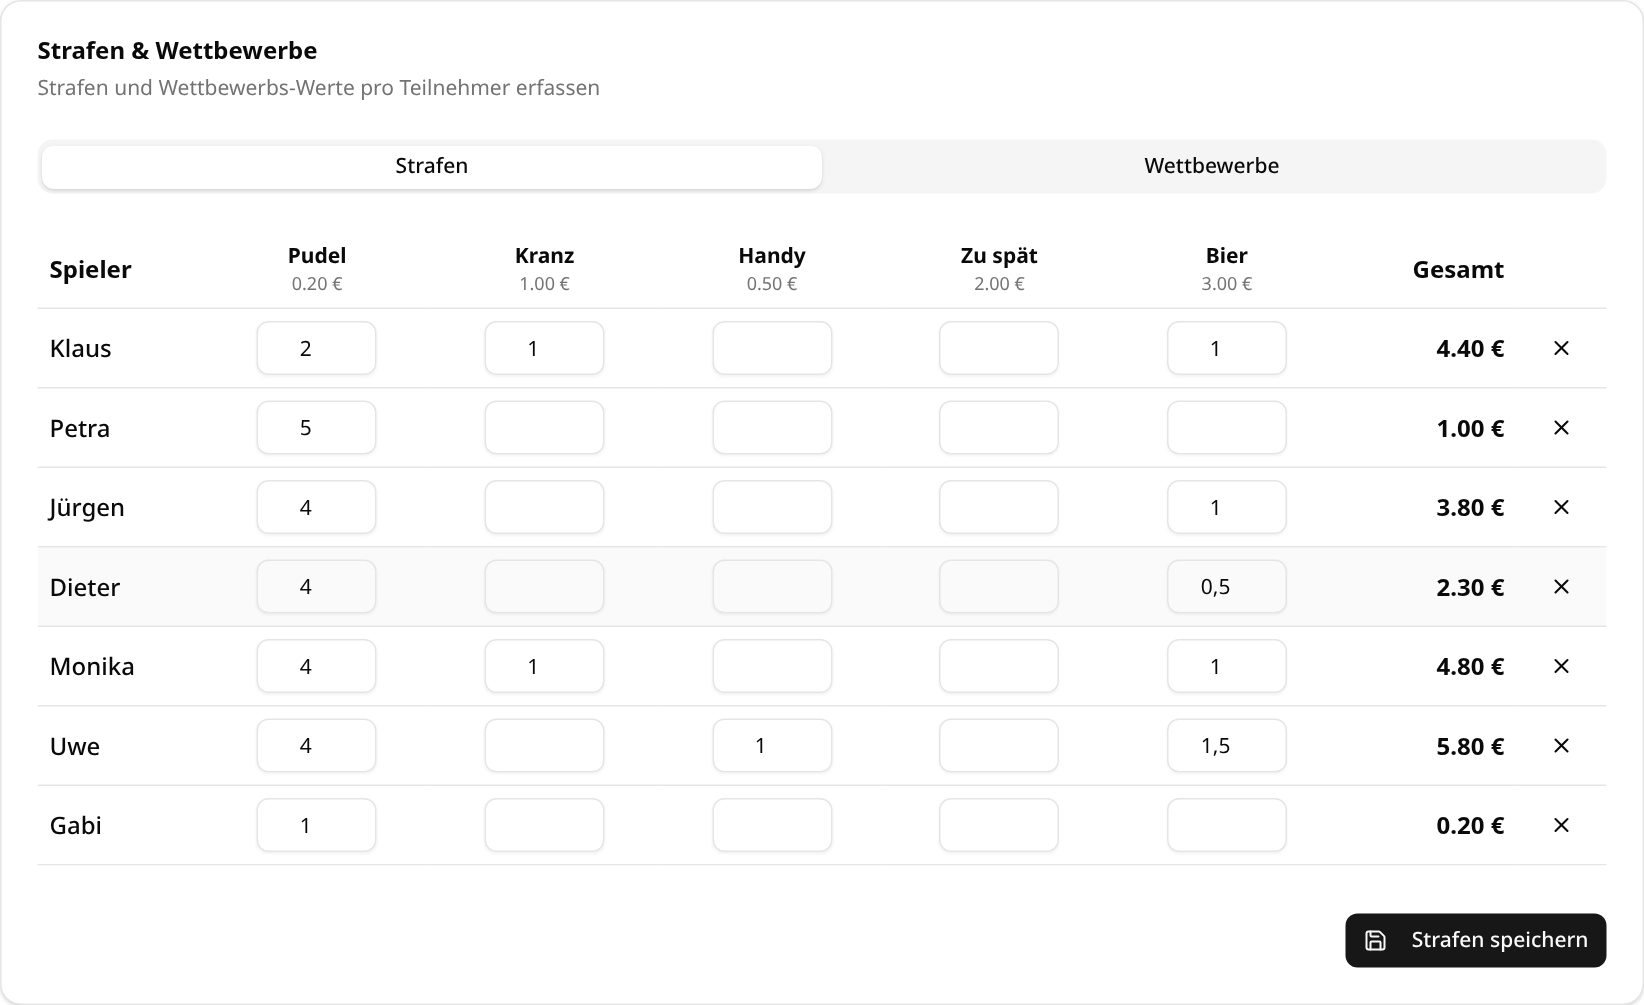 Strafen & Wettbewerbe
Strafen und Wettbewerbs-Werte pro Teilnehmer erfassen
Strafen Wettbewerbe
Spieler Pudel 0.20 € Kranz 1.00 € Handy 0.50 € Zu spät 2.00 € Bier 3.00 € Gesamt
Klaus 2 1 1 4.40 €
Petra 5 1.00 €
Jürgen 4 1 3.80 €
Dieter 4 0,5 2.30 €
Monika 4 1 1 4.80 €
Uwe 4 1 1,5 5.80 €
Gabi 1 0.20 €
Strafen speichern